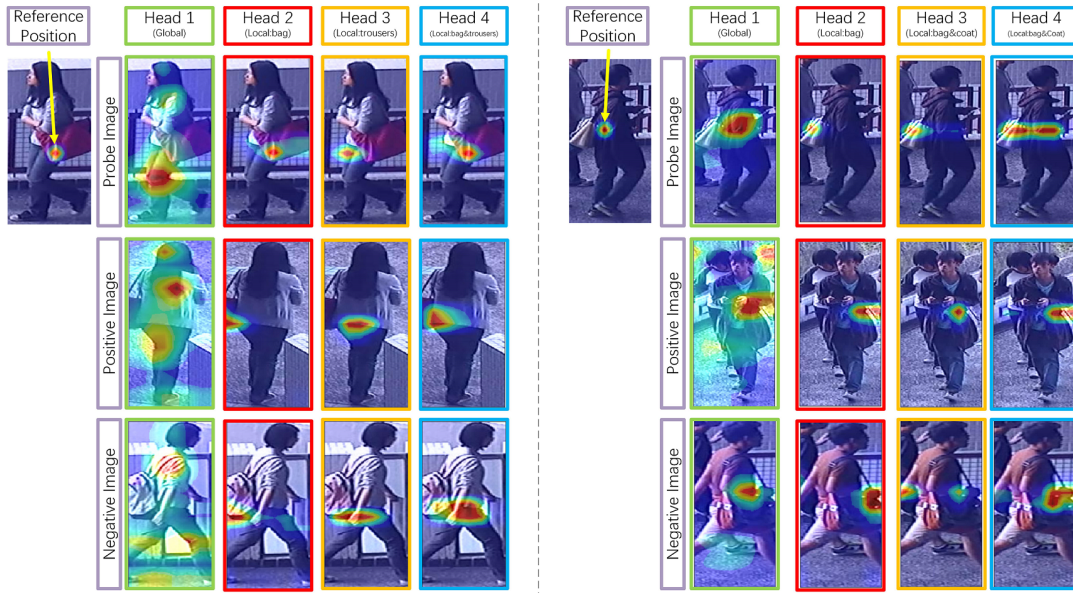 Reference
Position
Head 1
(Global)
Head 2
(Local:bag)
Head 3
(Local:trousers)
Head 4
(Local:bag&trousers)
Probe Image
Positive Image
Negative Image
Reference
Position
Head 1
(Global)
Head 2
(Local:bag)
Head 3
(Local:bag&coat)
Head 4
(Local:bag&Coat)
Probe Image
Positive Image
Negative Image